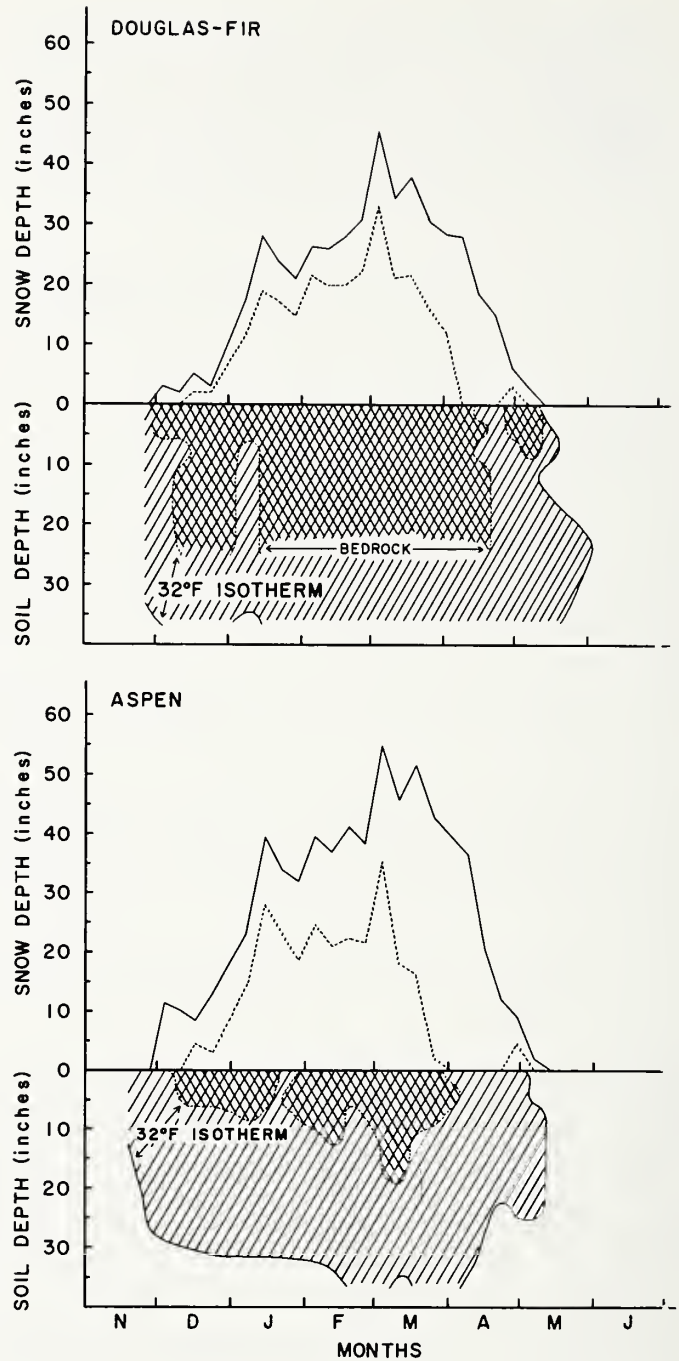 DOUGLAS-FIR
SNOW DEPTH (inches)
60
50
40
30
20
10
0
SOIL DEPTH (inches)
10
20
30
BEDROCK
32°F ISOTHERM
ASPEN
SNOW DEPTH (inches)
60
50
40
30
20
10
0
SOIL DEPTH (inches)
10
20
30
32°F ISOTHERM
N D J F M A M J
MONTHS